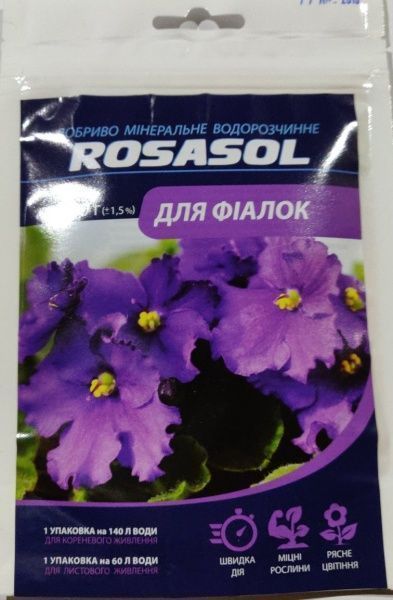 ДОБРИВО МІНЕРАЛЬНЕ ВОДОРОЗЧИННЕ
ROSASOL
Г (±1,5%)
ДЛЯ ФІАЛОК
1 УПАКОВКА на 140 Л ВОДИ
ДЛЯ КОРЕНЕВОГО ЖИВЛЕННЯ
1 УПАКОВКА на 60 Л ВОДИ
ДЛЯ ЛИСТОВОГО ЖИВЛЕННЯ
ШВИДКА
ДІЯ
МІЦНІ
РОСЛИНИ
РЯСНЕ
ЦВІТІННЯ